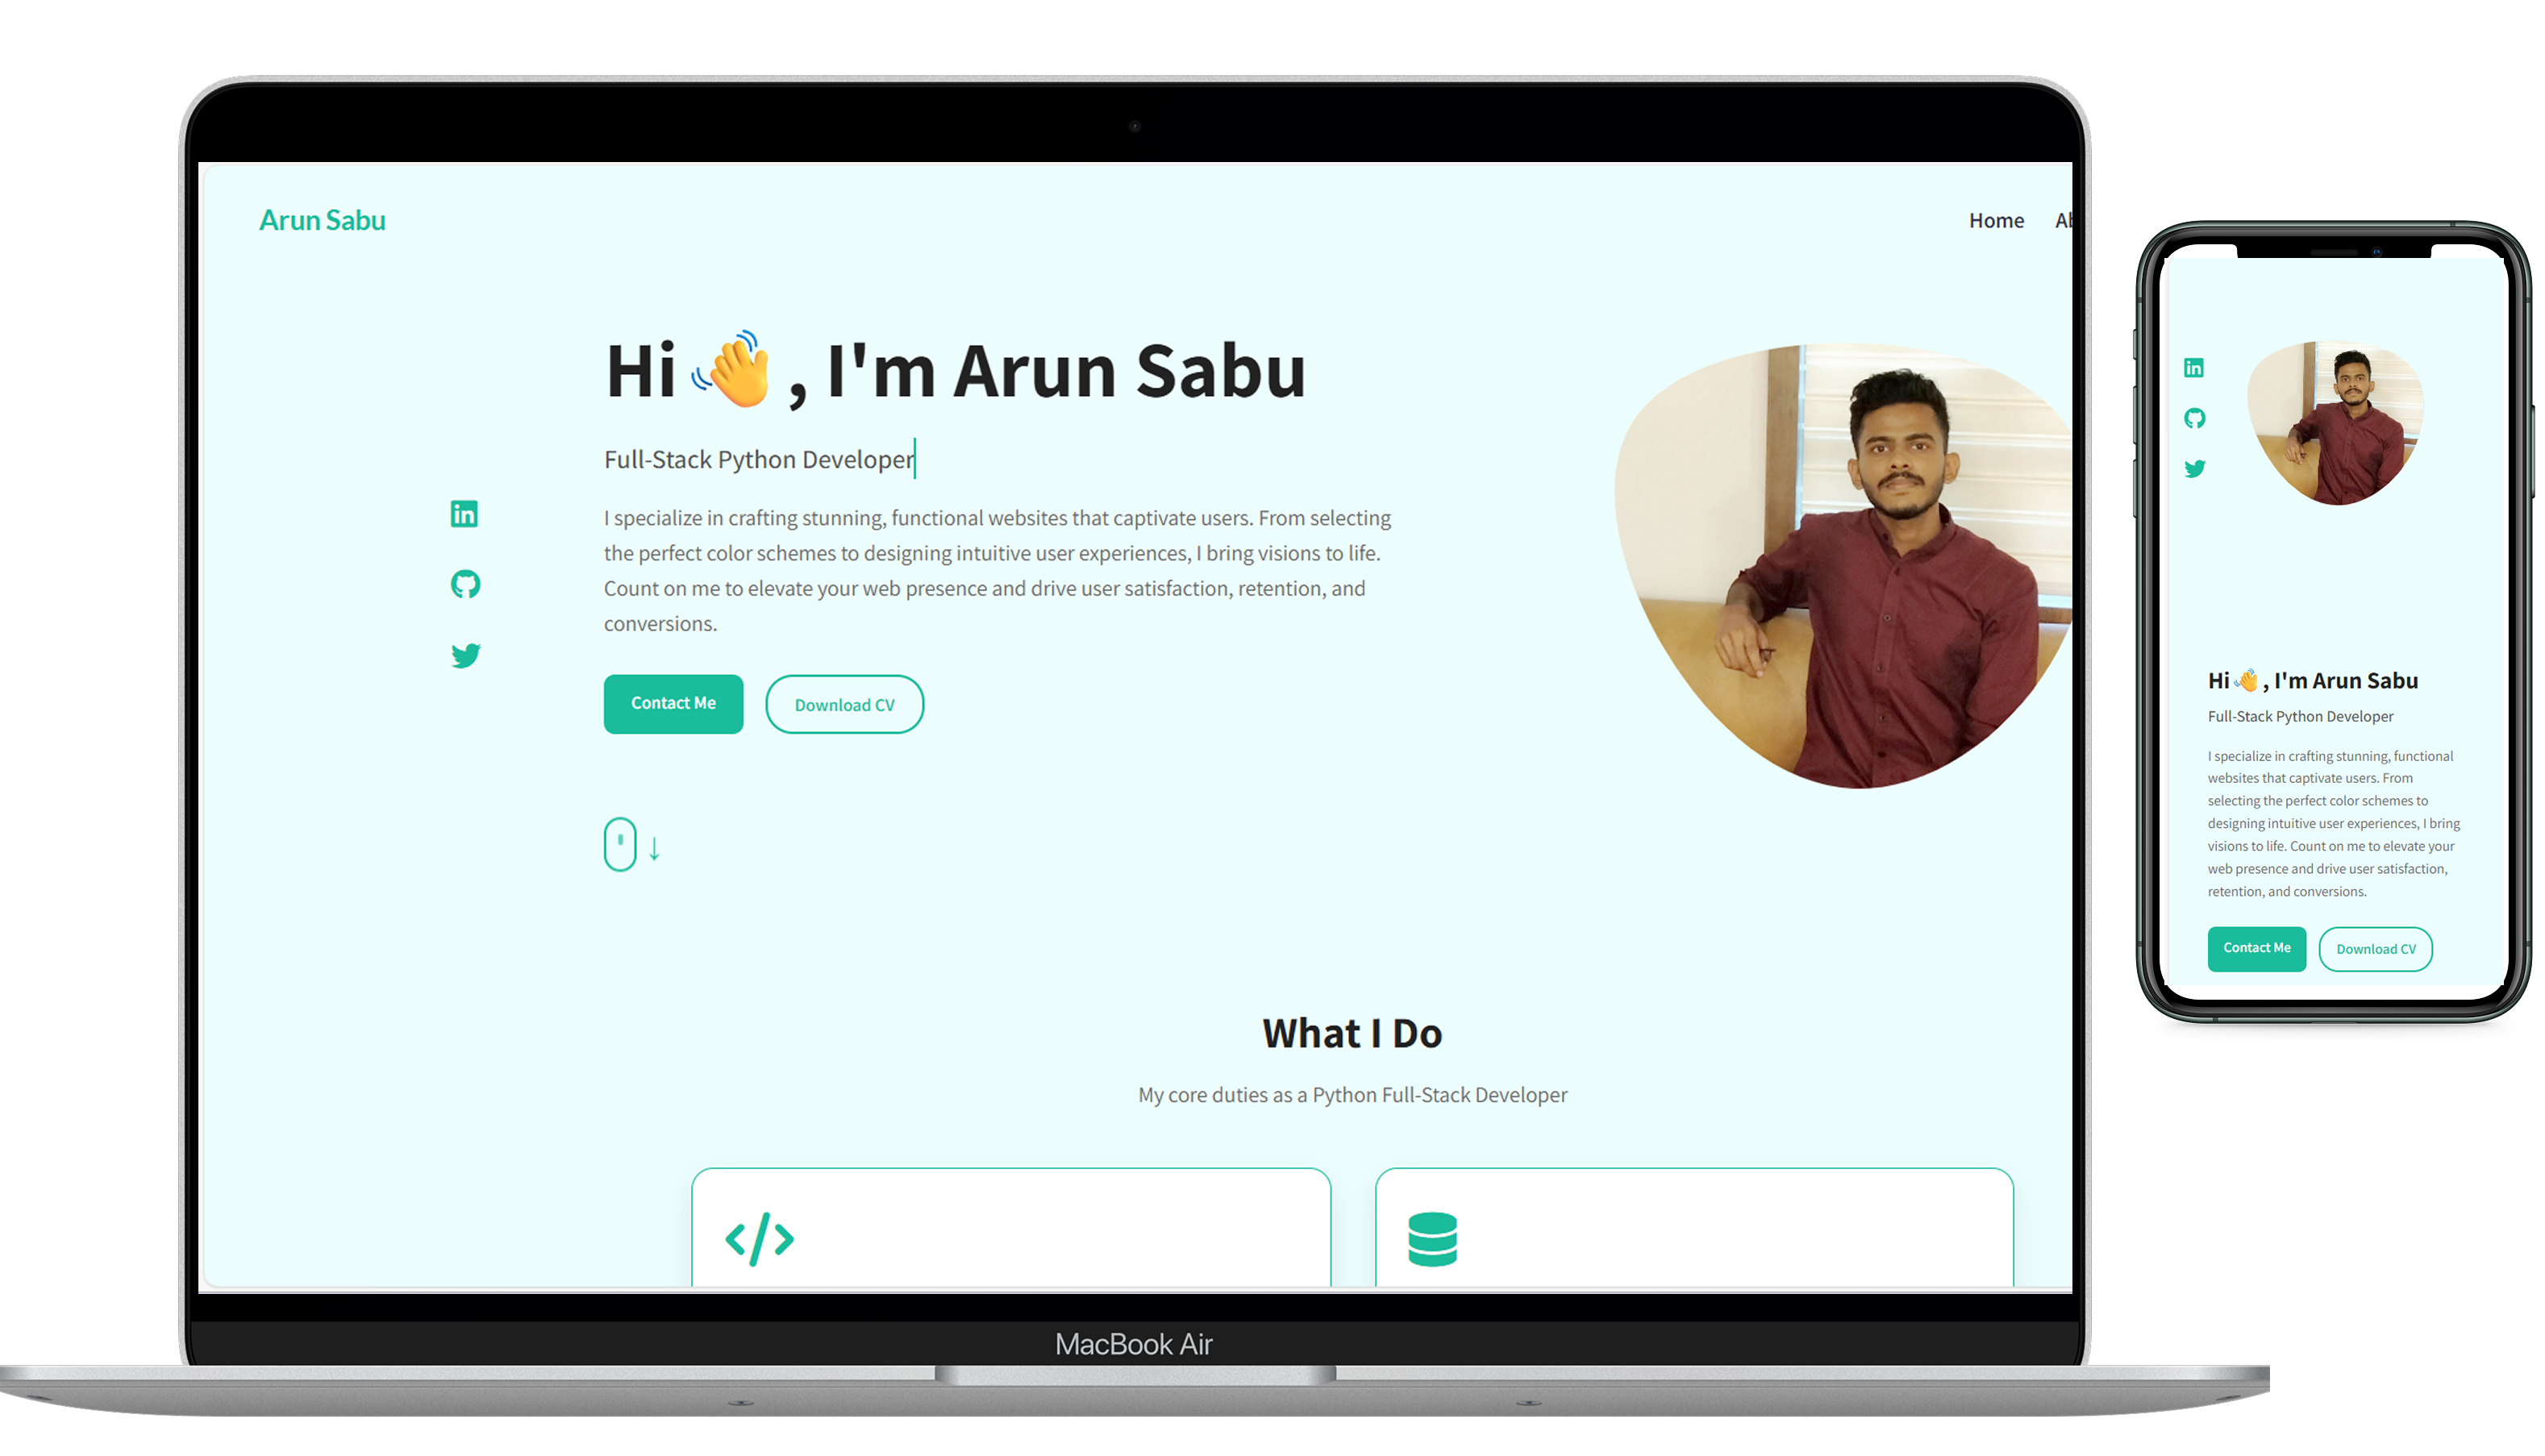 Arun Sabu
Home
Hi 👋, I'm Arun Sabu
Full-Stack Python Developer
I specialize in crafting stunning, functional websites that captivate users. From selecting
the perfect color schemes to designing intuitive user experiences, I bring visions to life.
Count on me to elevate your web presence and drive user satisfaction, retention, and
conversions.
Contact Me
Download CV
What I Do
My core duties as a Python Full-Stack Developer
MacBook Air
Hi 👋, I'm Arun Sabu
Full-Stack Python Developer
I specialize in crafting stunning, functional
websites that captivate users. From
selecting the perfect color schemes to
designing intuitive user experiences, I bring
visions to life. Count on me to elevate your
web presence and drive user satisfaction,
retention, and conversions.
Contact Me
Download CV